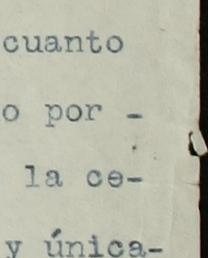 cuanto
o por -
la ce-
y única-